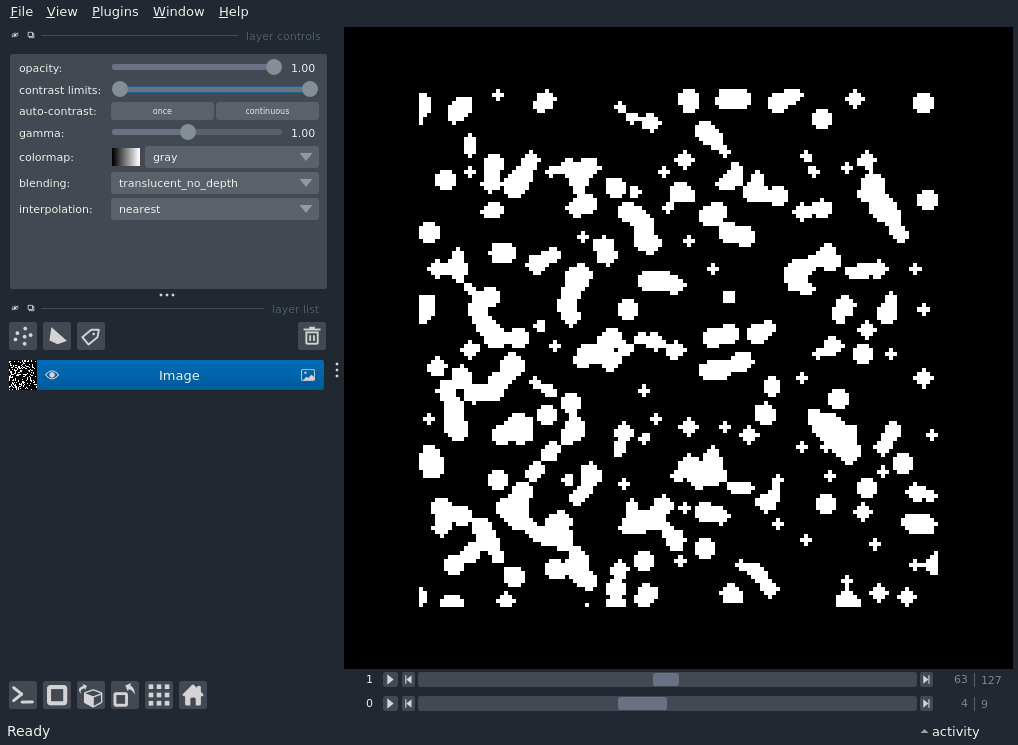 File View Plugins Window Help
layer controls
opacity: 1.00
contrast limits:
auto-contrast: once continuous
gamma: 1.00
colormap: gray
blending: translucent_no_depth
interpolation: nearest
layer list
Image
1 63 127
0 4 9
Ready activity